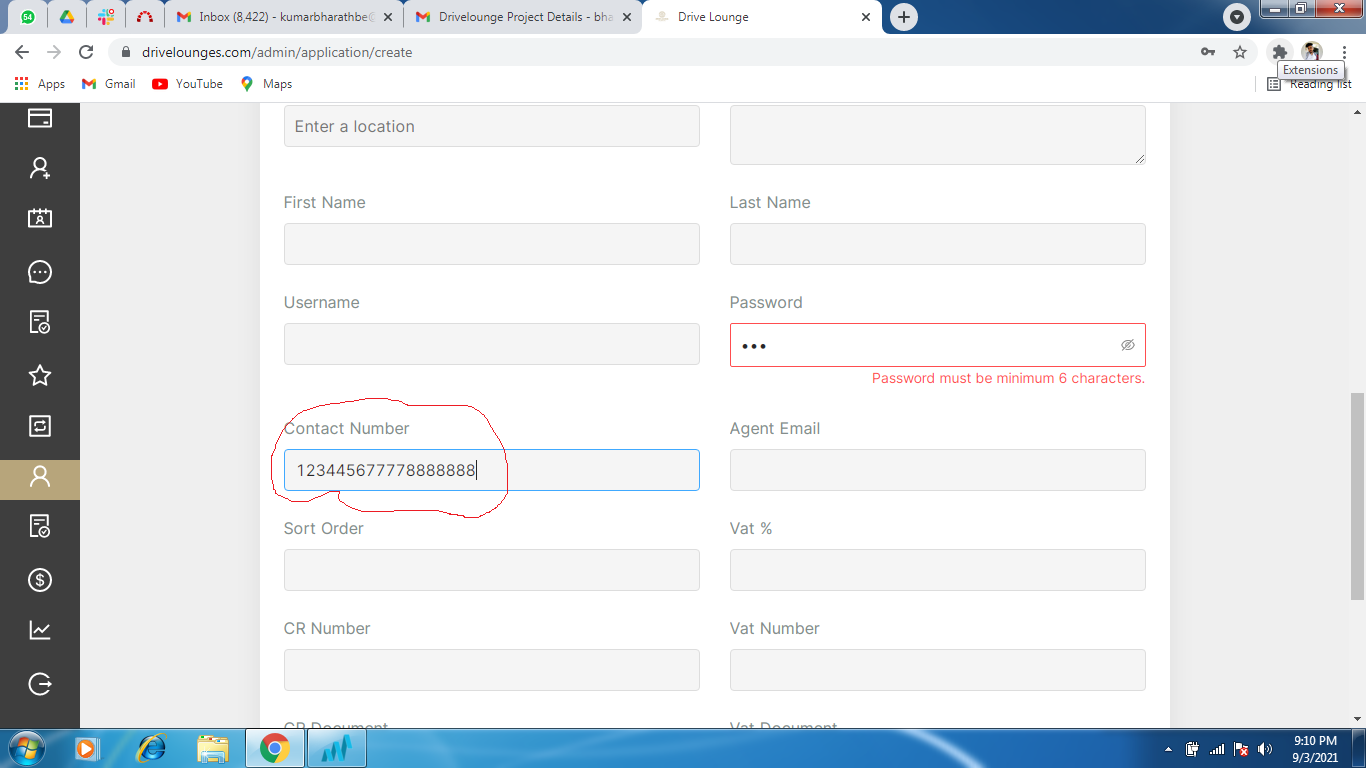 54
Inbox (8,422) - kumarbharathbe@
Drivelounge Project Details - bha
Drive Lounge
drivelounges.com/admin/application/create
Extensions
Apps
Gmail
YouTube
Maps
Reading list
Enter a location
First Name
Last Name
Username
Password
•••
Password must be minimum 6 characters.
Contact Number
Agent Email
123445677778888888
Sort Order
Vat %
CR Number
Vat Number
CR Document
Vat Document
9:10 PM
9/3/2021